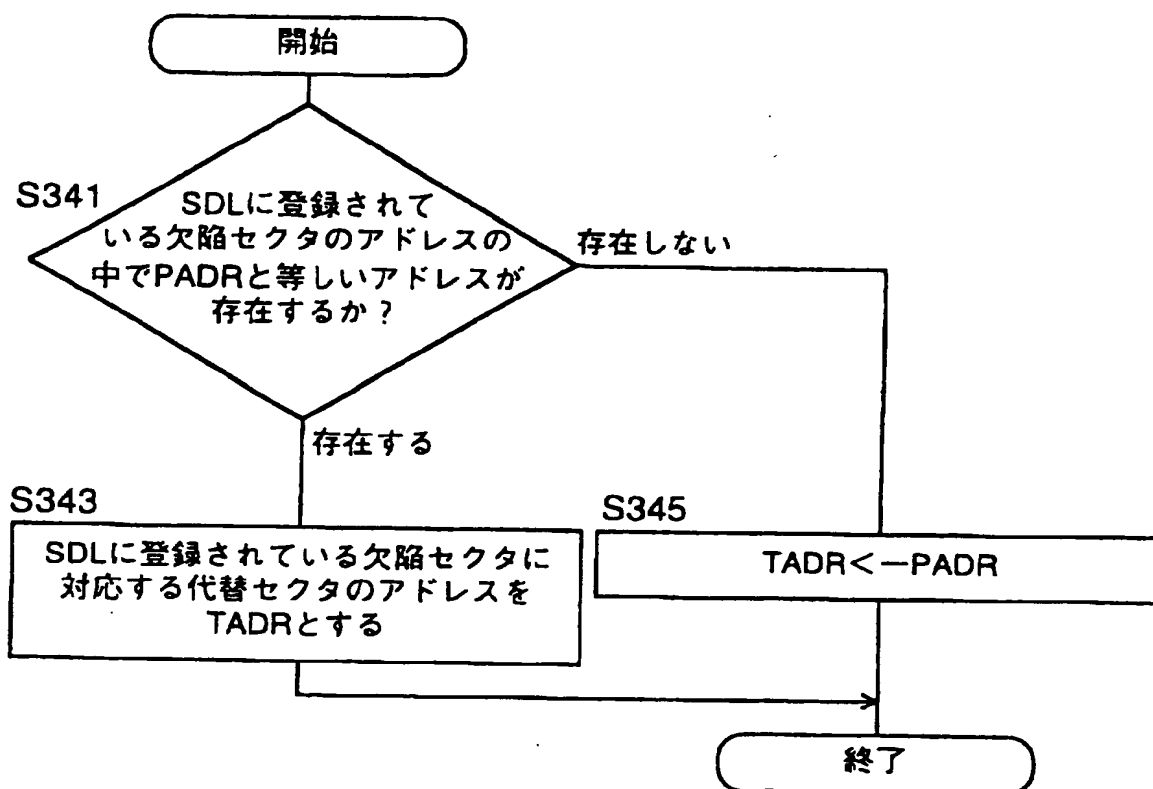 開始
S341
SDLに登録されて
いる欠陥セクタのアドレスの
中でPADRと等しいアドレスが
存在するか？
存在しない
存在する
S343
SDLに登録されている欠陥セクタに
対応する代替セクタのアドレスを
TADRとする
S345
TADR<—PADR
終了